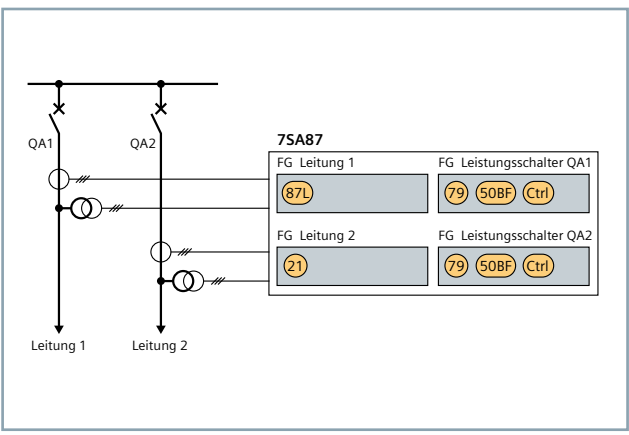 QA1
QA2
7SA87
FG Leitung 1
FG Leistungsschalter QA1
87L
79 50BF Ctrl
FG Leitung 2
FG Leistungsschalter QA2
21
79 50BF Ctrl
Leitung 1
Leitung 2